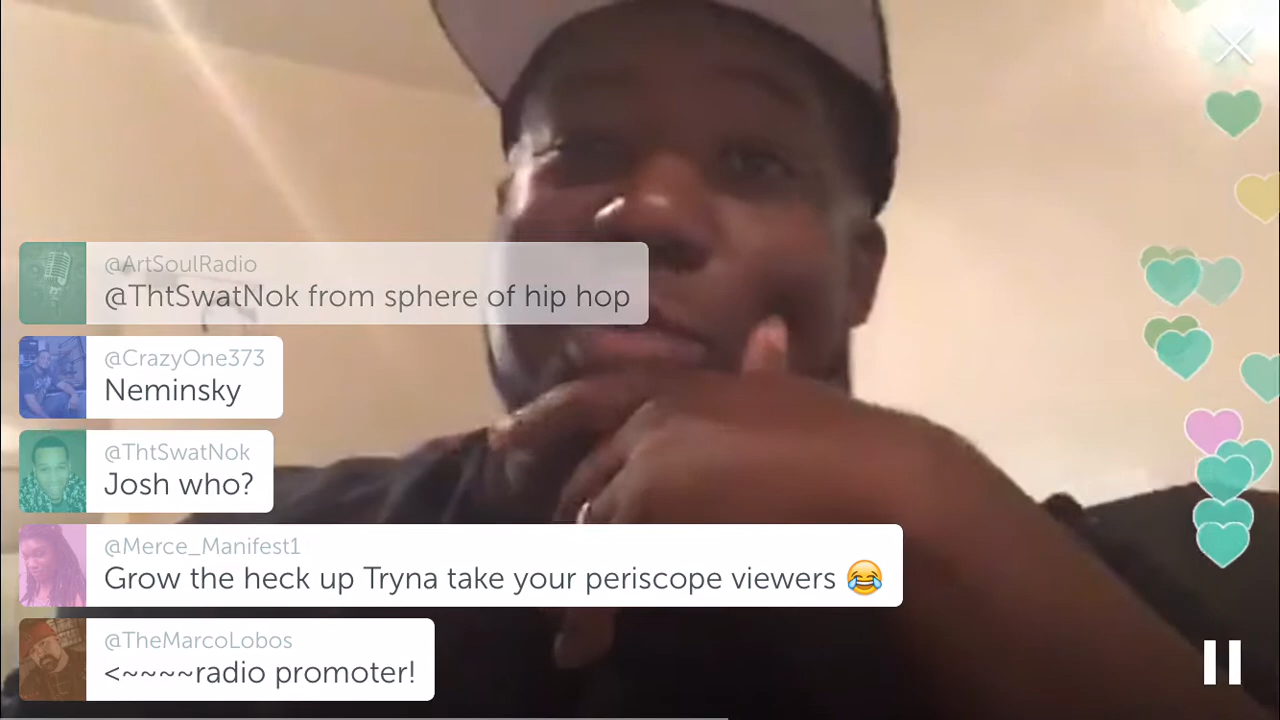 @ArtSoulRadio
@ThtSwatNok from sphere of hip hop
@CrazyOne373
Neminsky
@ThtSwatNok
Josh who?
@Merce_Manifest1
Grow the heck up Tryna take your periscope viewers 😂
@TheMarcoLobos
<~~~~radio promoter!